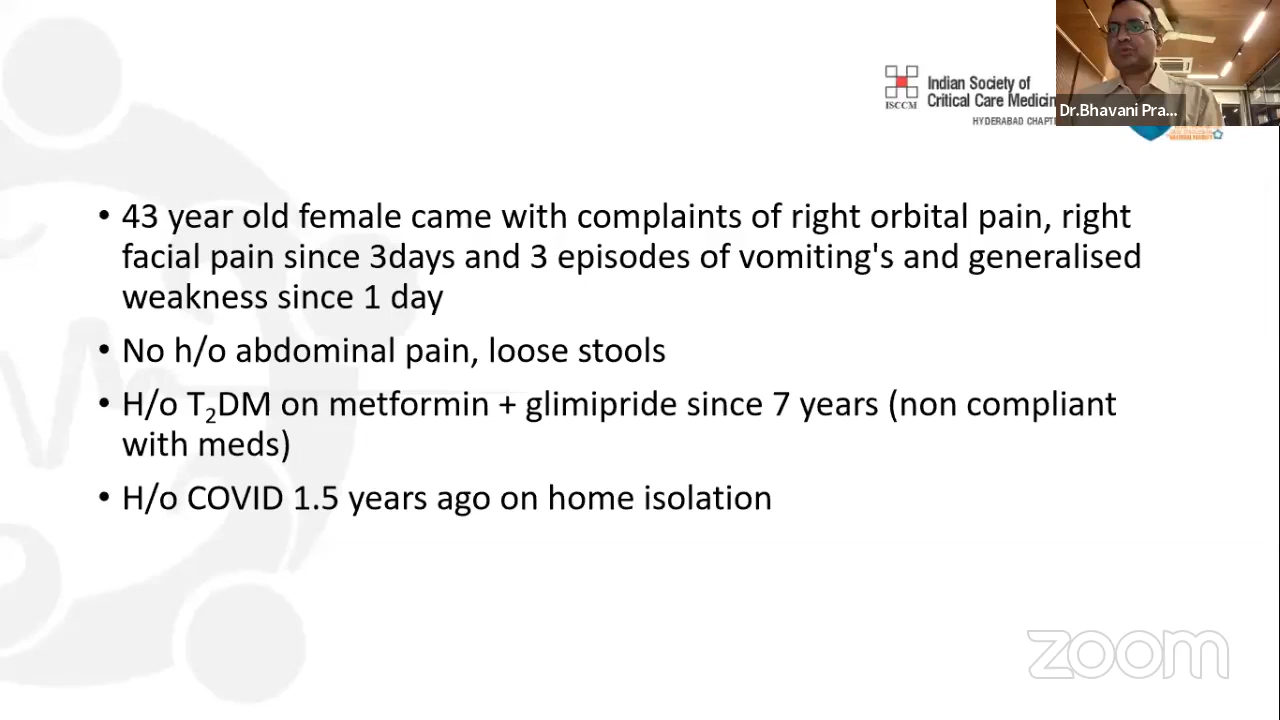 Indian Society of
Critical Care Medicin
ISCCM
HYDERABAD CHAPT
Dr.Bhavani Pra...
• 43 year old female came with complaints of right orbital pain, right
facial pain since 3days and 3 episodes of vomiting's and generalised
weakness since 1 day
• No h/o abdominal pain, loose stools
• H/o T₂DM on metformin + glimipride since 7 years (non compliant
with meds)
• H/o COVID 1.5 years ago on home isolation
zoom